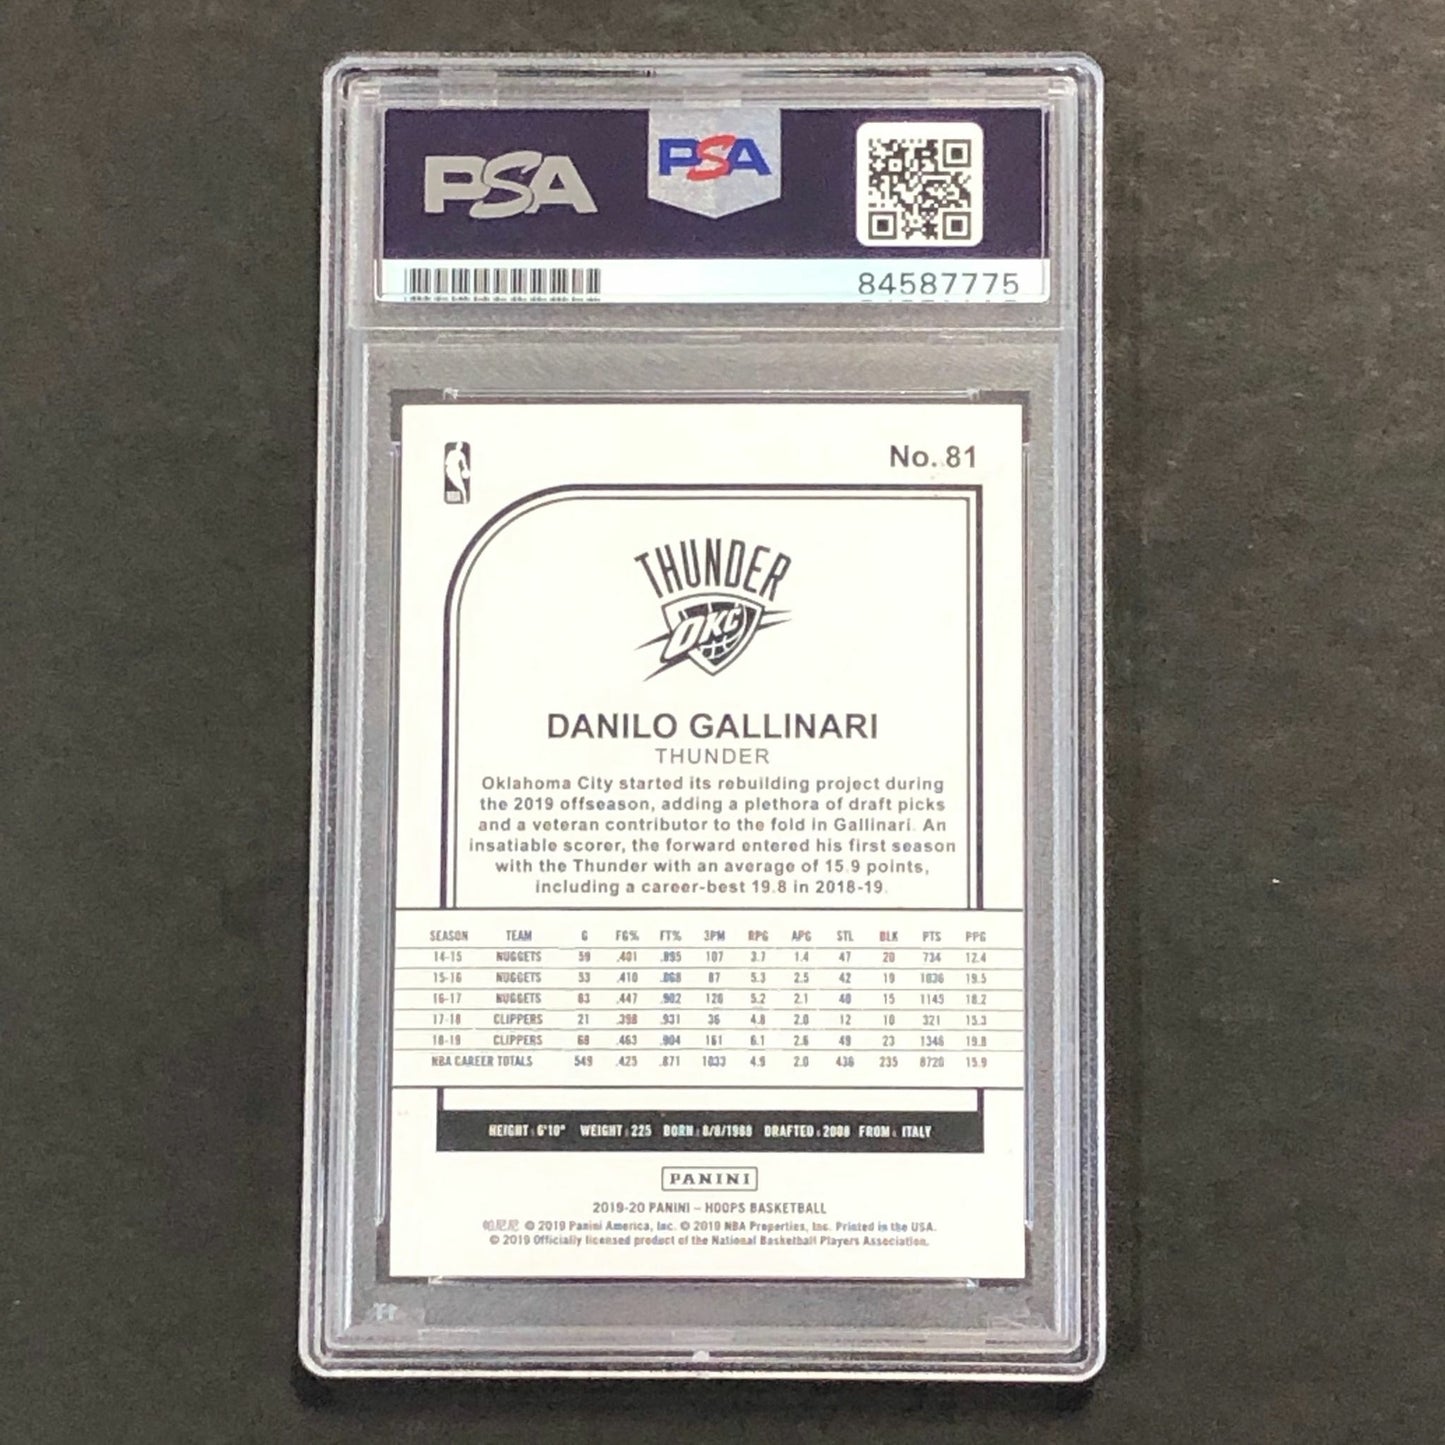 PSA PSA
84587775
No. 81
NBA
THUNDER
OKC
DANILO GALLINARI
THUNDER
Oklahoma City started its rebuilding project during
the 2019 offseason, adding a plethora of draft picks
and a veteran contributor to the fold in Gallinari. An
insatiable scorer, the forward entered his first season
with the Thunder with an average of 15.9 points,
including a career-best 19.8 in 2018-19.
SEASON TEAM G FG% FT% 3PM RPG APG STL BLK PTS PPG
14-15 NUGGETS 59 .401 .895 107 3.7 1.4 47 20 734 12.4
15-16 NUGGETS 53 .410 .868 87 5.3 2.5 42 19 1036 19.5
16-17 NUGGETS 63 .447 .902 126 5.2 2.1 40 15 1145 18.2
17-18 CLIPPERS 21 .398 .931 36 4.8 2.0 12 10 321 15.3
18-19 CLIPPERS 68 .463 .904 161 6.1 2.6 49 23 1346 19.8
NBA CAREER TOTALS 549 .425 .871 1033 4.9 2.0 436 235 8720 15.9
HEIGHT: 6'10" WEIGHT: 225 BORN: 8/8/1988 DRAFTED: 2008 FROM: ITALY
PANINI
2019-20 PANINI – HOOPS BASKETBALL
帕尼尼 © 2019 Panini America, Inc. © 2019 NBA Properties, Inc. Printed in the USA.
© 2019 Officially licensed product of the National Basketball Players Association.